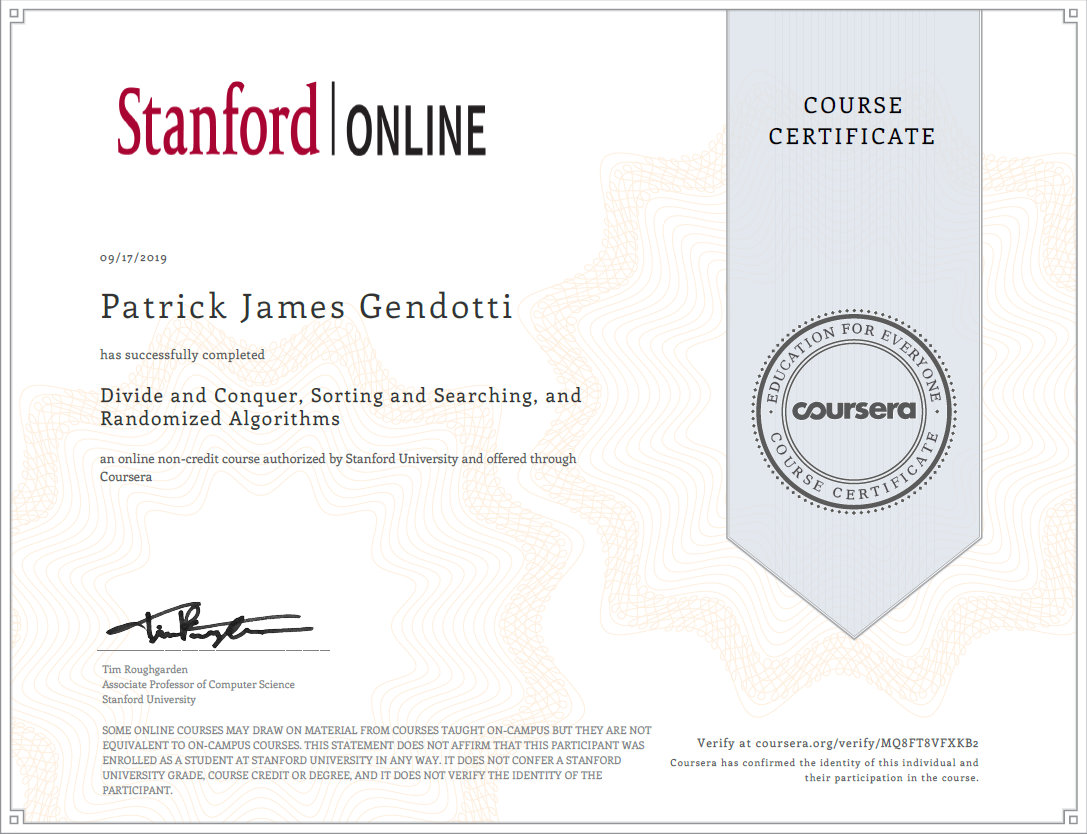 Stanford | ONLINE
COURSE
CERTIFICATE
09/17/2019
Patrick James Gendotti
has successfully completed
Divide and Conquer, Sorting and Searching, and
Randomized Algorithms
an online non-credit course authorized by Stanford University and offered through
Coursera
EDUCATION FOR EVERYONE
coursera
COURSE CERTIFICATE
Tim Roughgarden
Associate Professor of Computer Science
Stanford University
SOME ONLINE COURSES MAY DRAW ON MATERIAL FROM COURSES TAUGHT ON-CAMPUS BUT THEY ARE NOT
EQUIVALENT TO ON-CAMPUS COURSES. THIS STATEMENT DOES NOT AFFIRM THAT THIS PARTICIPANT WAS
ENROLLED AS A STUDENT AT STANFORD UNIVERSITY IN ANY WAY. IT DOES NOT CONFER A STANFORD
UNIVERSITY GRADE, COURSE CREDIT OR DEGREE, AND IT DOES NOT VERIFY THE IDENTITY OF THE
PARTICIPANT.
Verify at coursera.org/verify/MQ8FT8VFXKB2
Coursera has confirmed the identity of this individual and
their participation in the course.